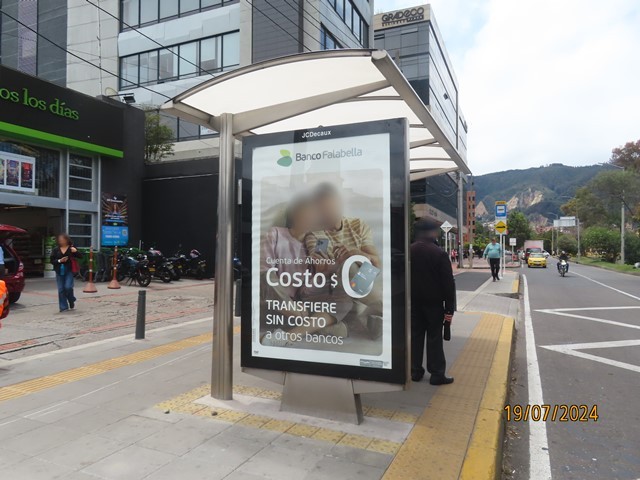 GRADECO
os los días
JCDecaux
Banco Falabella
Cuenta de Ahorros
Costo $0
TRANSFIERE
SIN COSTO
a otros bancos
19/07/2024